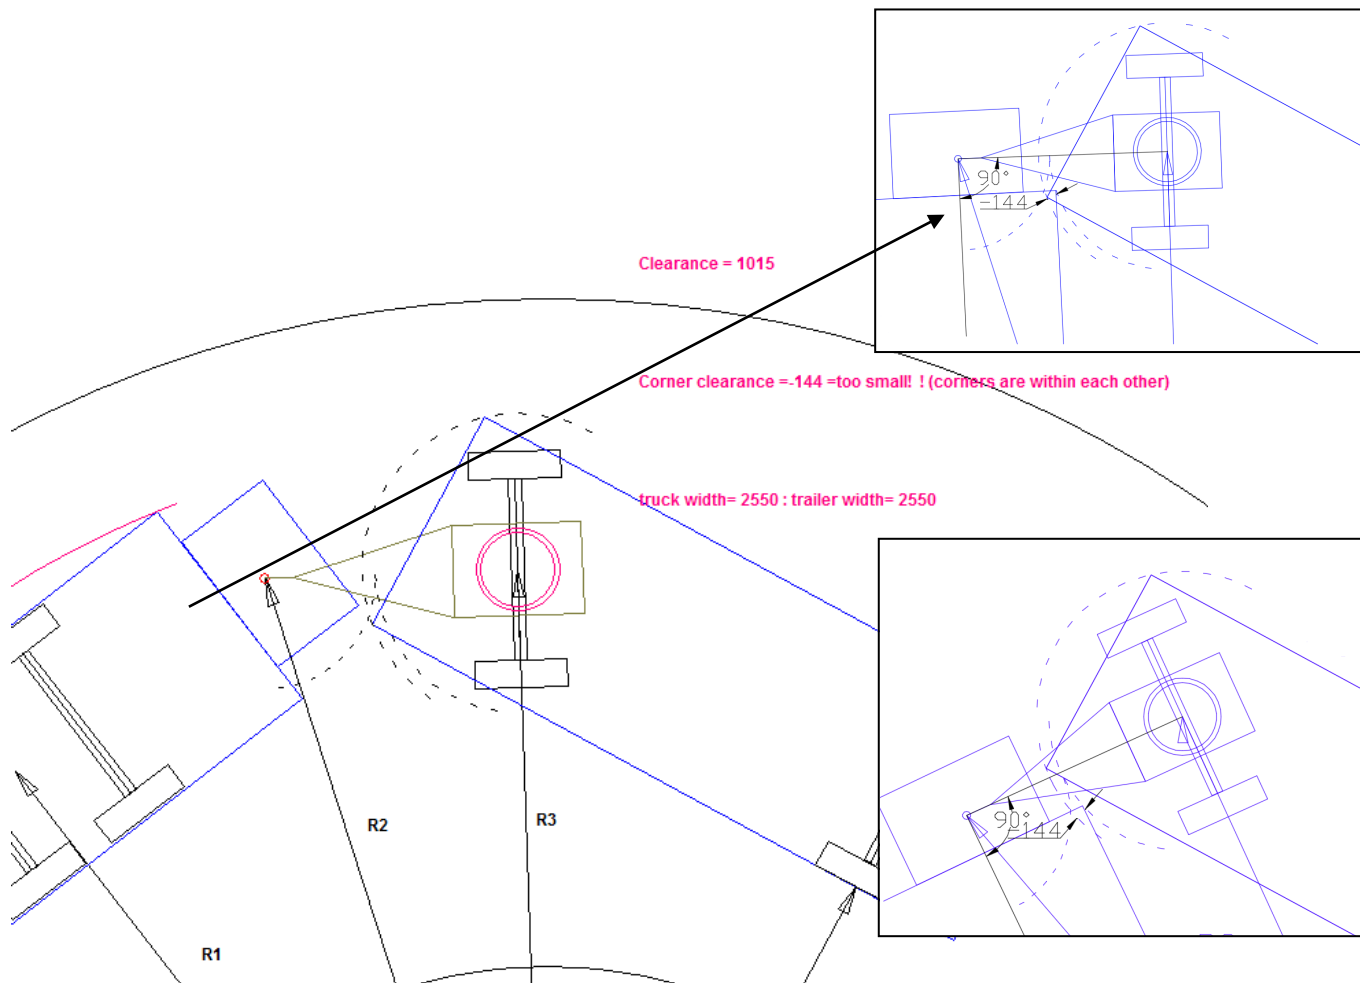 90°
-144
Clearance = 1015
Corner clearance =-144 =too small! ! (corners are within each other)
truck width= 2550 : trailer width= 2550
R2
R3
90°
-144
R1